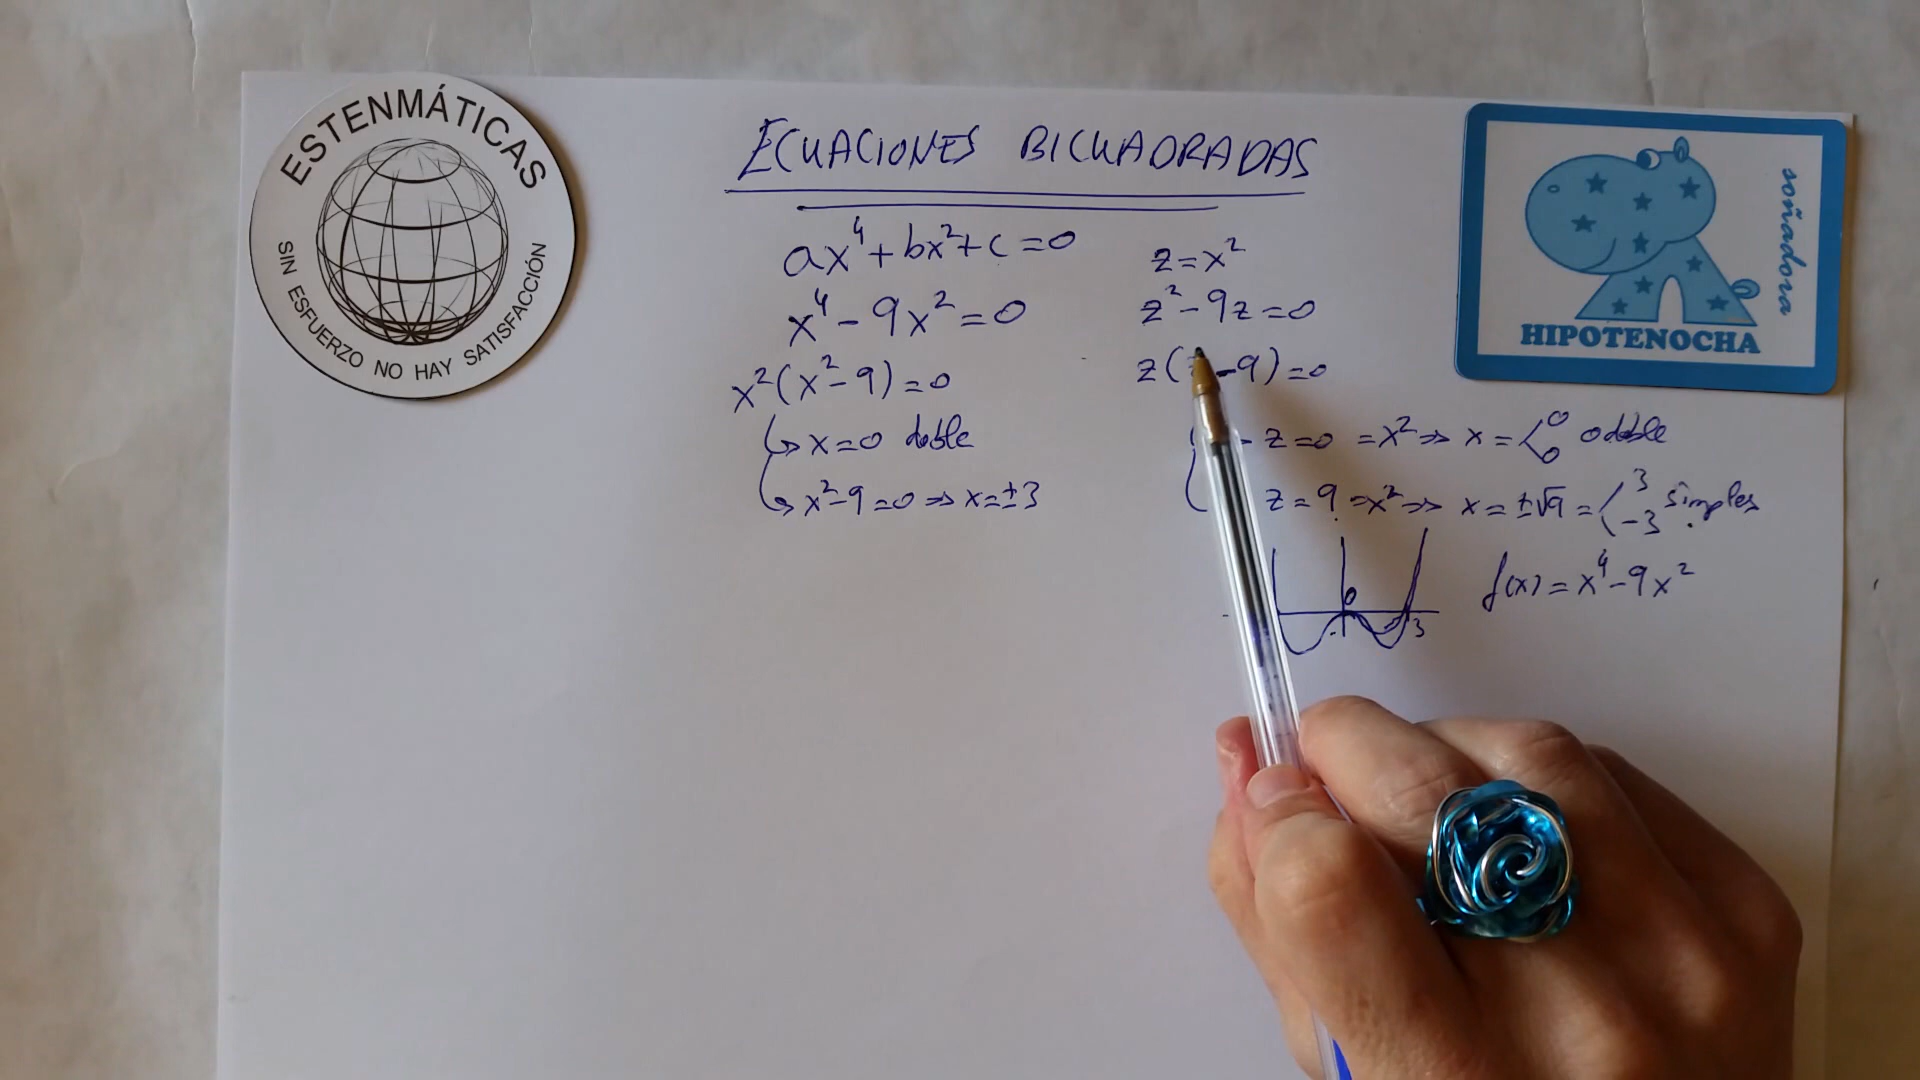 ESTENMÁTICAS
SIN ESFUERZO NO HAY SATISFACCIÓN
ECUACIONES BICUADRADAS
soñadora
HIPOTENOCHA
ax⁴+bx²+c=0
x⁴-9x²=0
x²(x²-9)=0
↳ x=0 doble
↳ x²-9=0 ⇒ x=±3
z=x²
z²-9z=0
z( -9)=0
z=0 =x² ⇒ x=< 0 0 0 doble
z=9 =x² ⇒ x=±√9=< 3 -3 simples
f(x)=x⁴-9x²
0
3